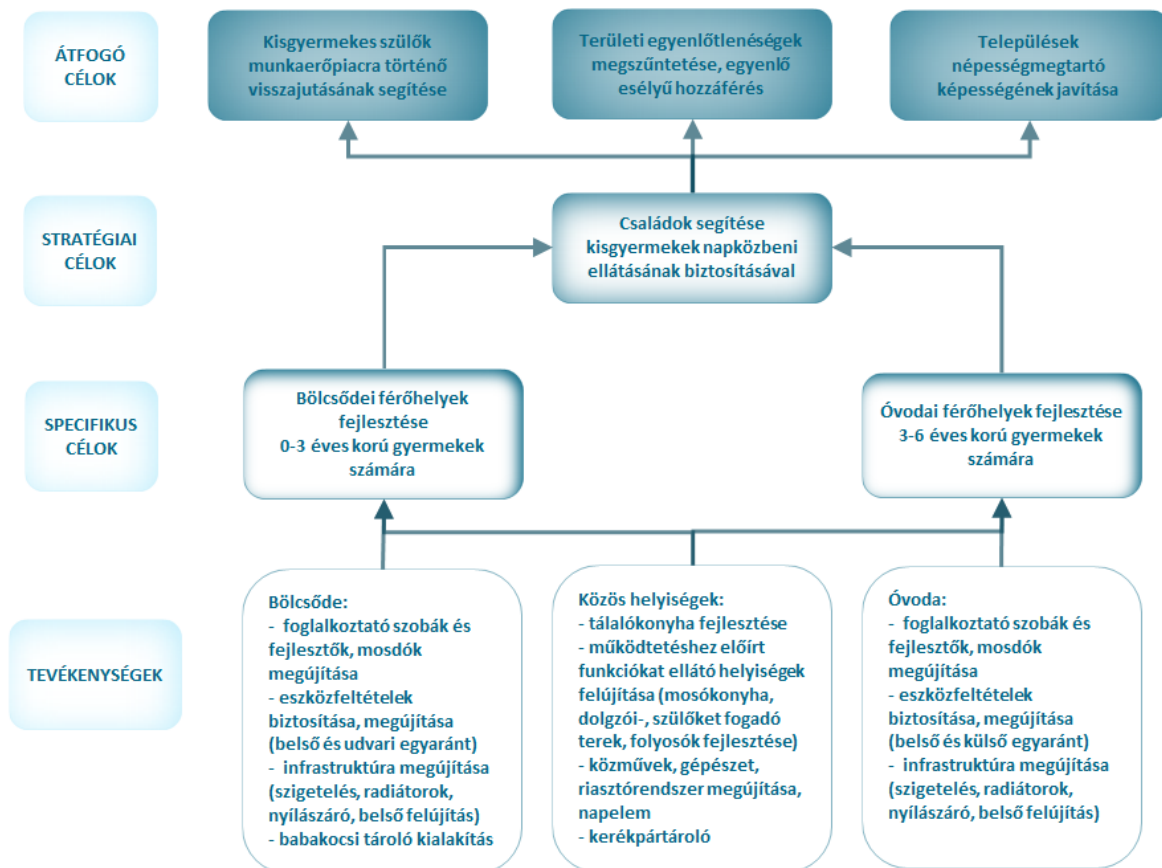 ÁTFOGÓ
CÉLOK
Kisgyermekes szülők
munkaerőpiacra történő
visszajutásának segítése
Területi egyenlőtlenségek
megszűntetése, egyenlő
esélyű hozzáférés
Települések
népességmegtartó
képességének javítása
STRATÉGIAI
CÉLOK
Családok segítése
kisgyermekek napközbeni
ellátásának biztosításával
SPECIFIKUS
CÉLOK
Bölcsődei férőhelyek
fejlesztése
0-3 éves korú gyermekek
számára
Óvodai férőhelyek fejlesztése
3-6 éves korú gyermekek
számára
TEVÉKENYSÉGEK
Bölcsőde:
- foglalkoztató szobák és
fejlesztők, mosdók
megújítása
- eszközfeltételek
biztosítása, megújítása
(belső és udvari egyaránt)
- infrastruktúra megújítása
(szigetelés, radiátorok,
nyílászáró, belső felújítás)
- babakocsi tároló kialakítás
Közös helyiségek:
- tálalókonyha fejlesztése
- működtetéshez előírt
funkciókat ellátó helyiségek
felújítása (mosókonyha,
dolgzói-, szülőket fogadó
terek, folyosók fejlesztése)
- közművek, gépészet,
riasztórendszer megújítása,
napelem
- kerékpártároló
Óvoda:
- foglalkoztató szobák és
fejlesztők, mosdók
megújítása
- eszközfeltételek
biztosítása, megújítása
(belső és külső egyaránt)
- infrastruktúra megújítása
(szigetelés, radiátorok,
nyílászáró, belső felújítás)